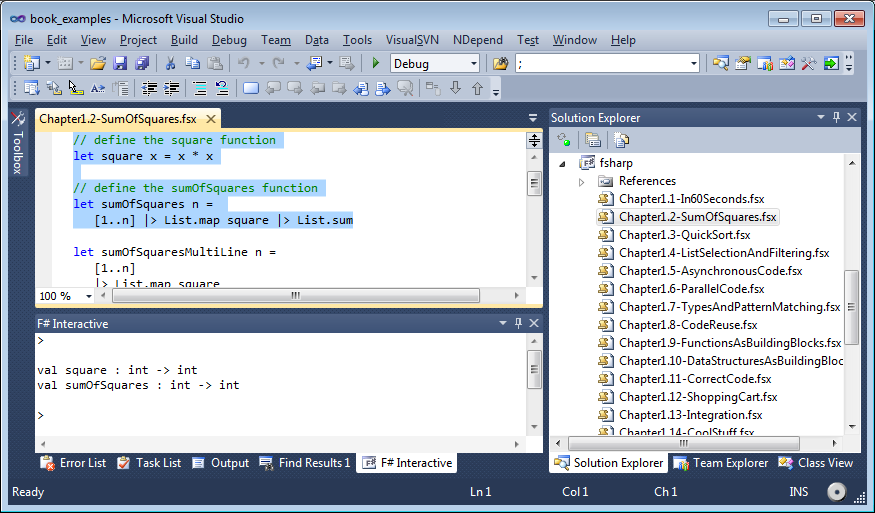 book_examples - Microsoft Visual Studio
File Edit View Project Build Debug Team Data Tools VisualSVN NDepend Test Window Help
Debug ;
Toolbox
Chapter1.2-SumOfSquares.fsx
// define the square function
let square x = x * x
// define the sumOfSquares function
let sumOfSquares n =
[1..n] |> List.map square |> List.sum
let sumOfSquaresMultiLine n =
[1..n]
|> List.map square
100 %
F# Interactive
>
val square : int -> int
val sumOfSquares : int -> int
>
Error List Task List Output Find Results 1 F# Interactive
Solution Explorer
fsharp
References
Chapter1.1-In60Seconds.fsx
Chapter1.2-SumOfSquares.fsx
Chapter1.3-QuickSort.fsx
Chapter1.4-ListSelectionAndFiltering.fsx
Chapter1.5-AsynchronousCode.fsx
Chapter1.6-ParallelCode.fsx
Chapter1.7-TypesAndPatternMatching.fsx
Chapter1.8-CodeReuse.fsx
Chapter1.9-FunctionsAsBuildingBlocks.fsx
Chapter1.10-DataStructuresAsBuildingBloc
Chapter1.11-CorrectCode.fsx
Chapter1.12-ShoppingCart.fsx
Chapter1.13-Integration.fsx
Chapter1.14-CoolStuff.fsx
Solution Explorer Team Explorer Class View
Ready Ln 1 Col 1 Ch 1 INS